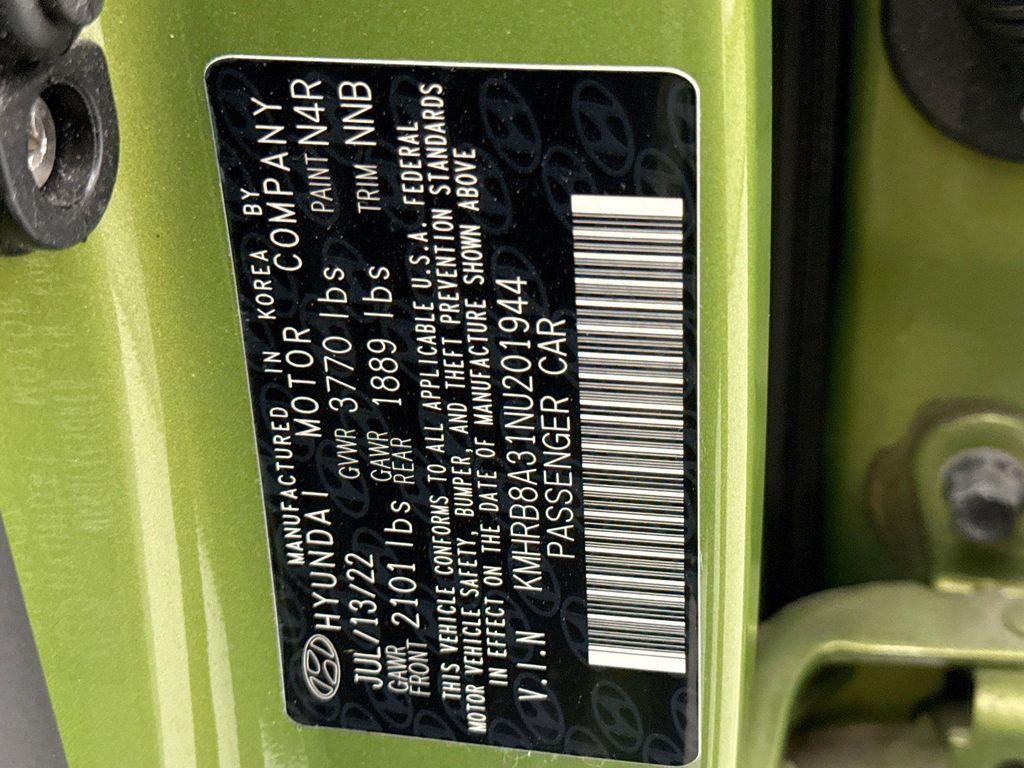 MANUFACTURED IN KOREA BY
HYUNDAI MOTOR COMPANY
JUL/13/22 GVWR 3770 lbs PAINT N4R
GAWR FRONT 2101 lbs GAWR REAR 1889 lbs TRIM NNB
THIS VEHICLE CONFORMS TO ALL APPLICABLE U.S.A. FEDERAL
MOTOR VEHICLE SAFETY, BUMPER, AND THEFT PREVENTION STANDARDS
IN EFFECT ON THE DATE OF MANUFACTURE SHOWN ABOVE
V.I.N KMHRB8A31NU201944
PASSENGER CAR